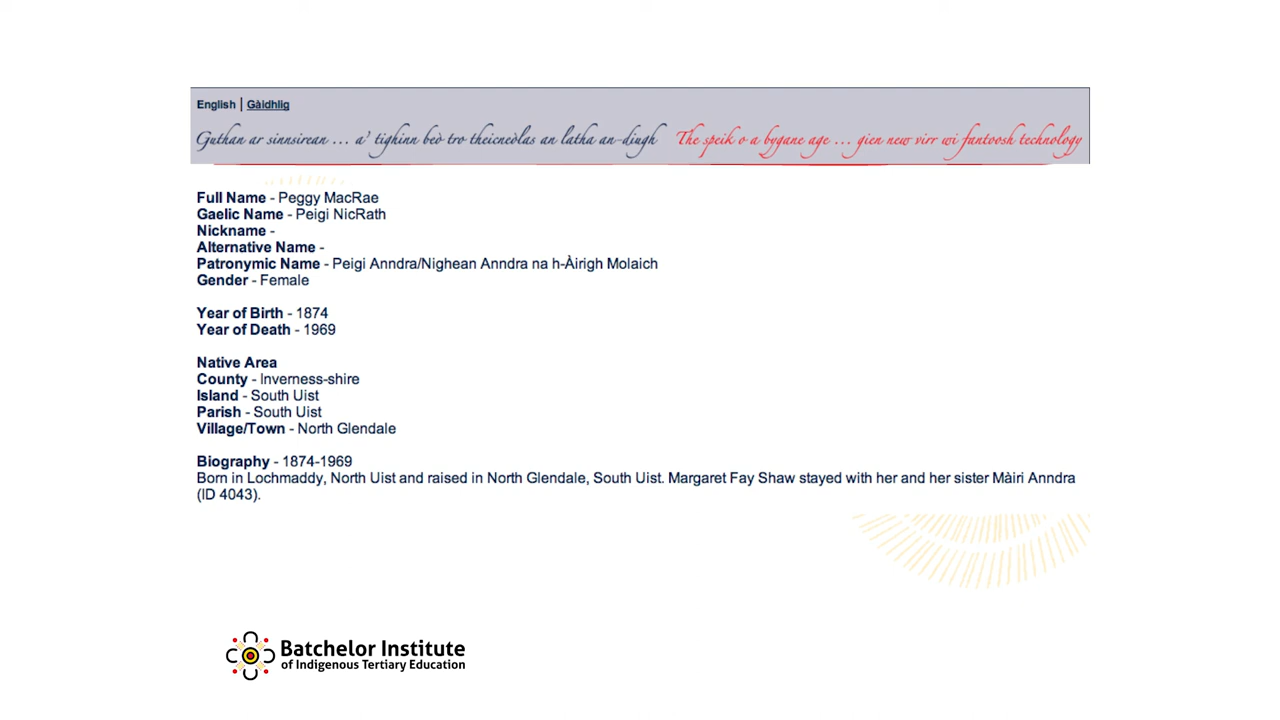 English | Gàidhlig
Guthan ar sinnsirean ... a' tighinn beò tro theicneòlas an latha an-diugh The speik o a bygane age ... gien new virr wi fantoosh technology
Full Name - Peggy MacRae
Gaelic Name - Peigi NicRath
Nickname -
Alternative Name -
Patronymic Name - Peigi Anndra/Nighean Anndra na h-Àirigh Molaich
Gender - Female
Year of Birth - 1874
Year of Death - 1969
Native Area
County - Inverness-shire
Island - South Uist
Parish - South Uist
Village/Town - North Glendale
Biography - 1874-1969
Born in Lochmaddy, North Uist and raised in North Glendale, South Uist. Margaret Fay Shaw stayed with her and her sister Màiri Anndra
(ID 4043).
Batchelor Institute
of Indigenous Tertiary Education